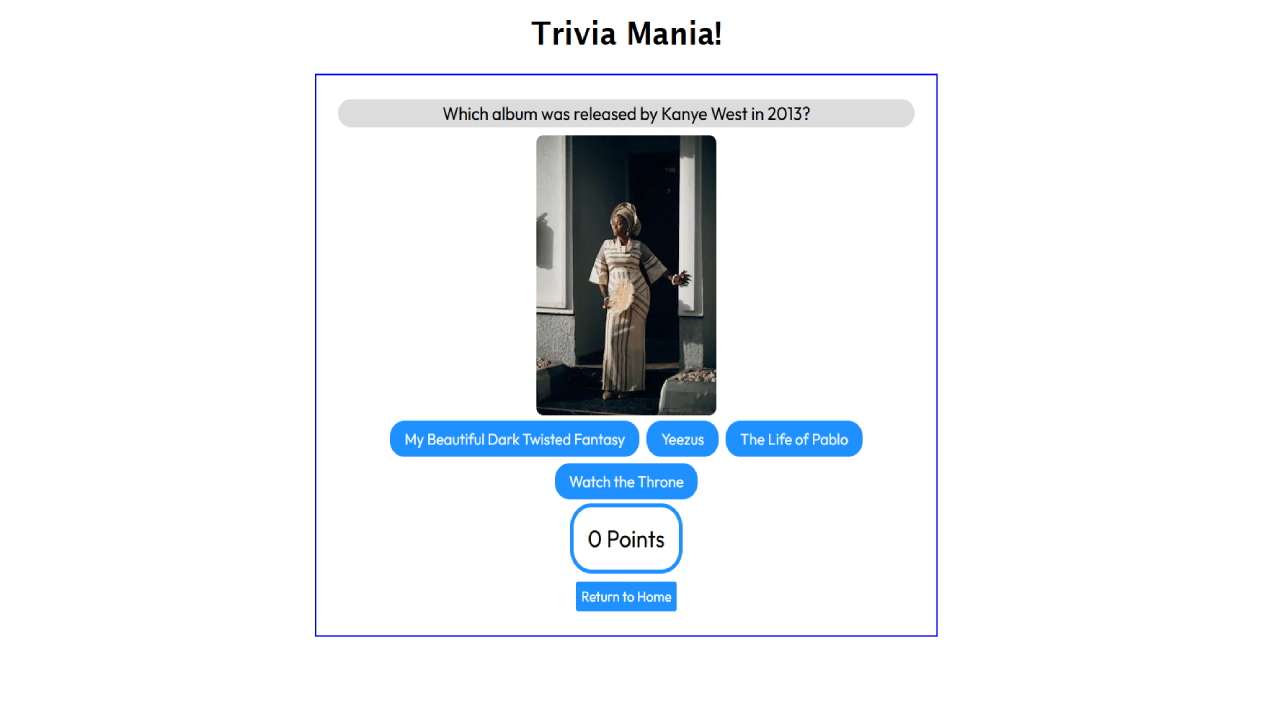 Trivia Mania!
Which album was released by Kanye West in 2013?
My Beautiful Dark Twisted Fantasy
Yeezus
The Life of Pablo
Watch the Throne
0 Points
Return to Home